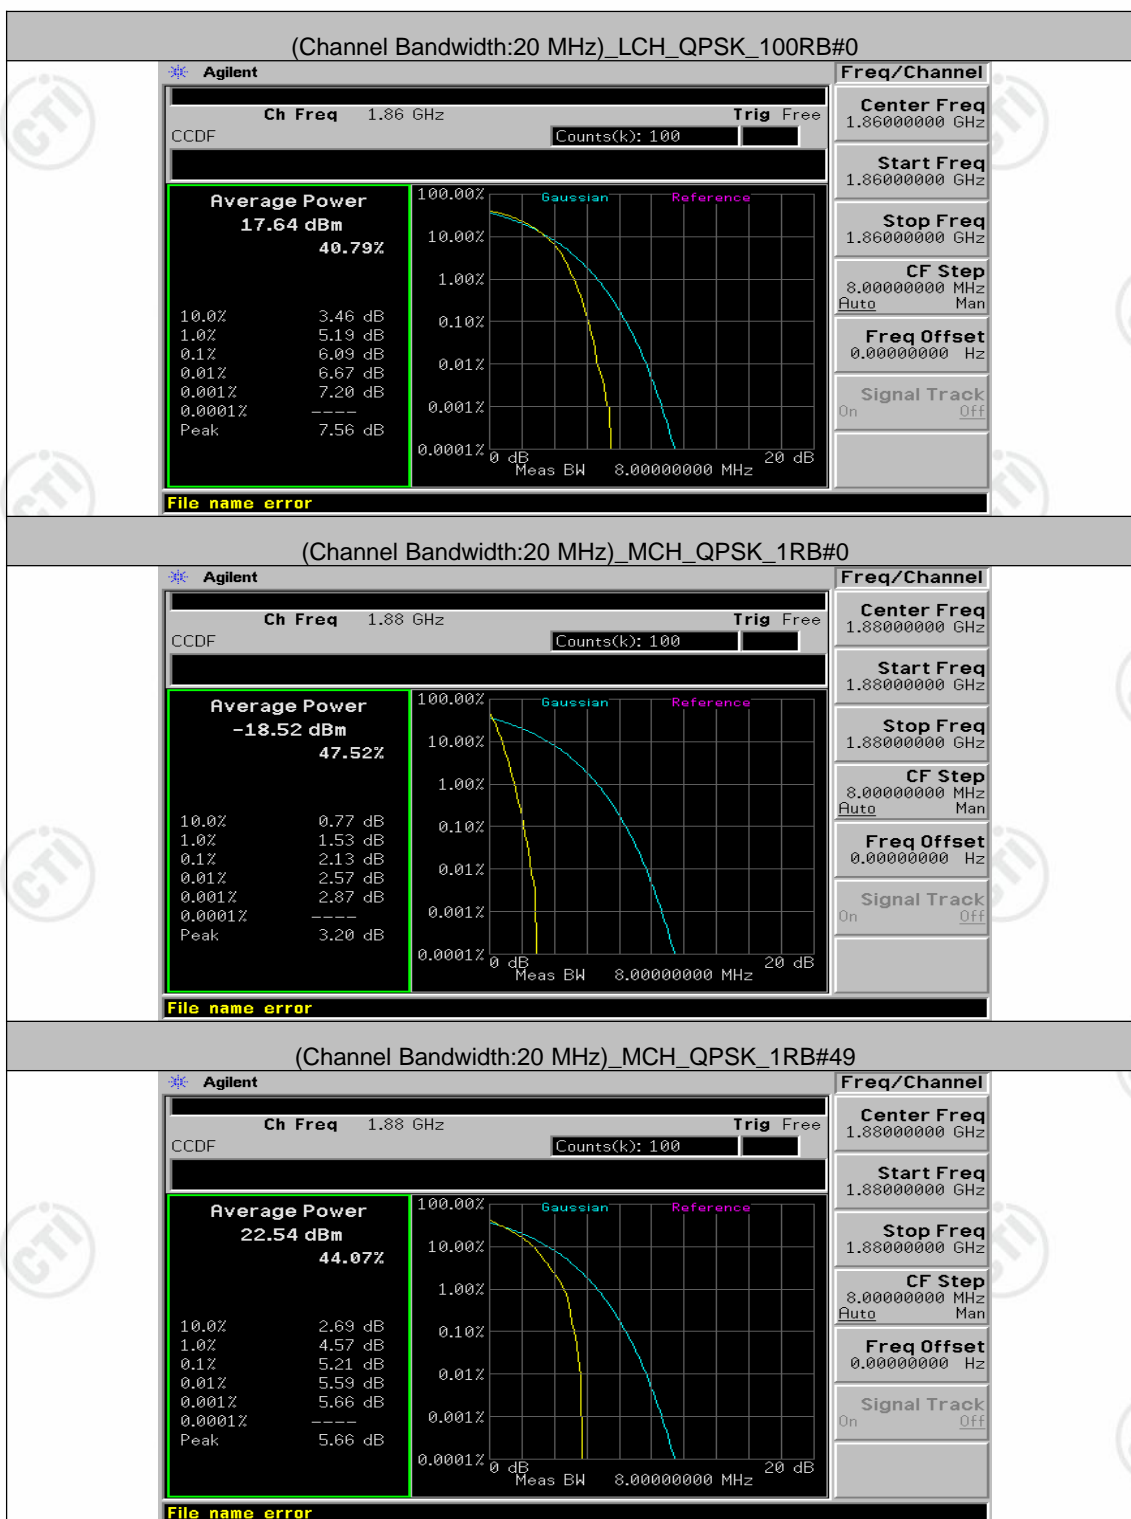 (Channel Bandwidth:20 MHz)_LCH_QPSK_100RB#0
Agilent
Freq/Channel
Ch Freq 1.86 GHz Trig Free
CCDF Counts(k): 100
Average Power
17.64 dBm
40.79%
10.0% 3.46 dB
1.0% 5.19 dB
0.1% 6.09 dB
0.01% 6.67 dB
0.001% 7.20 dB
0.0001% ----
Peak 7.56 dB
Gaussian Reference
100.00%
10.00%
1.00%
0.10%
0.01%
0.001%
0.0001%
0 dB 20 dB
Meas BW 8.00000000 MHz
Center Freq
1.86000000 GHz
Start Freq
1.86000000 GHz
Stop Freq
1.86000000 GHz
CF Step
8.00000000 MHz
Auto Man
Freq Offset
0.00000000 Hz
Signal Track
On Off
File name error
(Channel Bandwidth:20 MHz)_MCH_QPSK_1RB#0
Agilent
Freq/Channel
Ch Freq 1.88 GHz Trig Free
CCDF Counts(k): 100
Average Power
-18.52 dBm
47.52%
10.0% 0.77 dB
1.0% 1.53 dB
0.1% 2.13 dB
0.01% 2.57 dB
0.001% 2.87 dB
0.0001% ----
Peak 3.20 dB
Gaussian Reference
100.00%
10.00%
1.00%
0.10%
0.01%
0.001%
0.0001%
0 dB 20 dB
Meas BW 8.00000000 MHz
Center Freq
1.88000000 GHz
Start Freq
1.88000000 GHz
Stop Freq
1.88000000 GHz
CF Step
8.00000000 MHz
Auto Man
Freq Offset
0.00000000 Hz
Signal Track
On Off
File name error
(Channel Bandwidth:20 MHz)_MCH_QPSK_1RB#49
Agilent
Freq/Channel
Ch Freq 1.88 GHz Trig Free
CCDF Counts(k): 100
Average Power
22.54 dBm
44.07%
10.0% 2.69 dB
1.0% 4.57 dB
0.1% 5.21 dB
0.01% 5.59 dB
0.001% 5.66 dB
0.0001% ----
Peak 5.66 dB
Gaussian Reference
100.00%
10.00%
1.00%
0.10%
0.01%
0.001%
0.0001%
0 dB 20 dB
Meas BW 8.00000000 MHz
Center Freq
1.88000000 GHz
Start Freq
1.88000000 GHz
Stop Freq
1.88000000 GHz
CF Step
8.00000000 MHz
Auto Man
Freq Offset
0.00000000 Hz
Signal Track
On Off
File name error
CTI
CTI
CTI
CTI
CTI
CTI
CTI
CTI